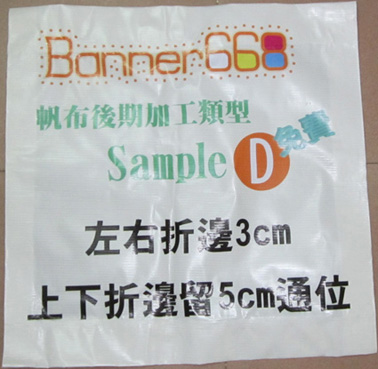 Banner668
帆布後期加工類型
免費
Sample D
左右折邊3cm
上下折邊留5cm通位